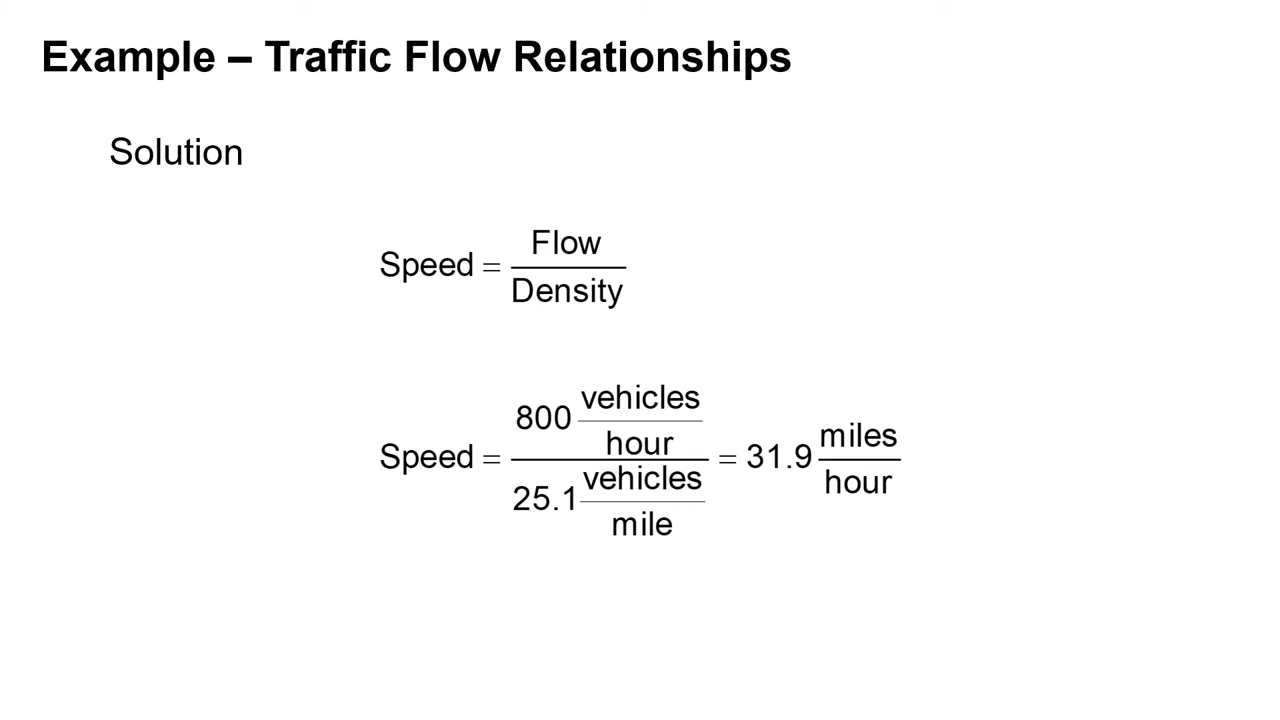 Example – Traffic Flow Relationships
Solution
Speed = Flow / Density
Speed = 800 vehicles/hour / 25.1 vehicles/mile = 31.9 miles/hour